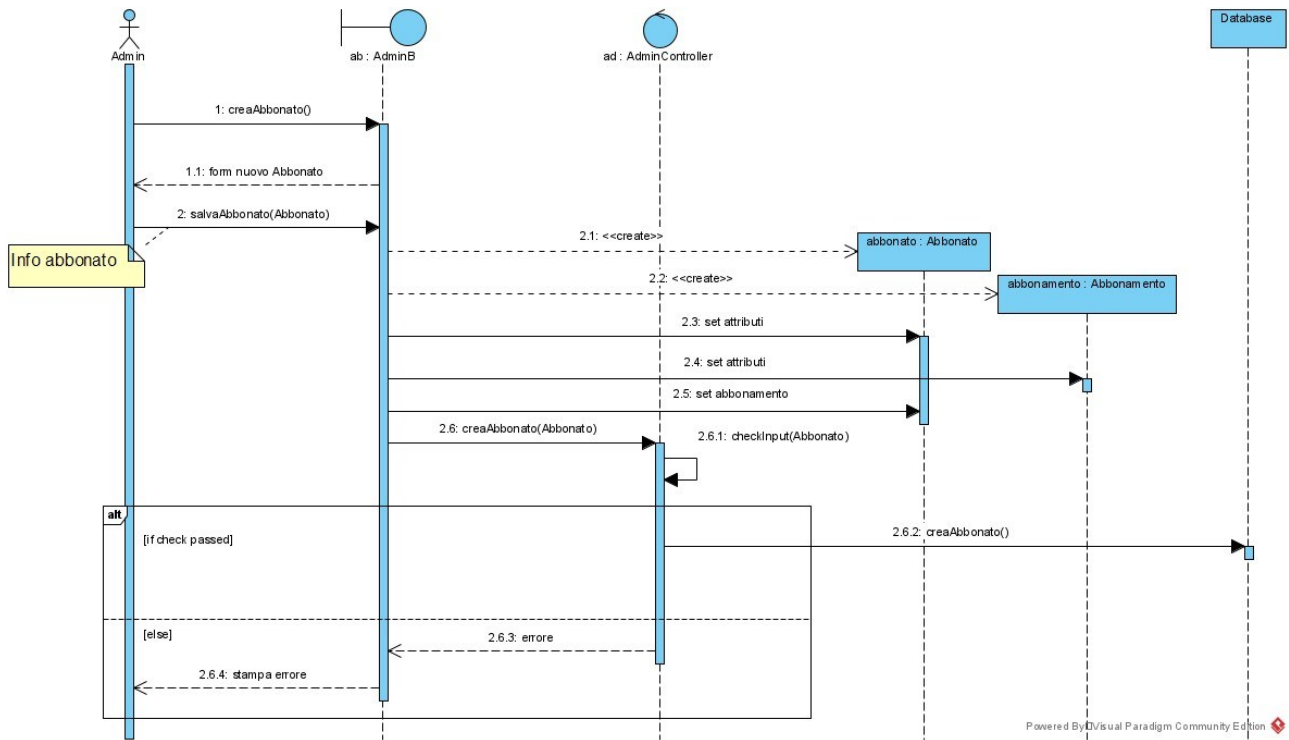 Database
Admin
ab : AdminB
ad : AdminController
1: creaAbbonato()
1.1: form nuovo Abbonato
2: salvaAbbonato(Abbonato)
Info abbonato
2.1: <<create>>
abbonato : Abbonato
2.2: <<create>>
abbonamento : Abbonamento
2.3: set attributi
2.4: set attributi
2.5: set abbonamento
2.6: creaAbbonato(Abbonato)
2.6.1: checkInput(Abbonato)
alt
[if check passed]
2.6.2: creaAbbonato()
[else]
2.6.3: errore
2.6.4: stampa errore
Powered By Visual Paradigm Community Edition